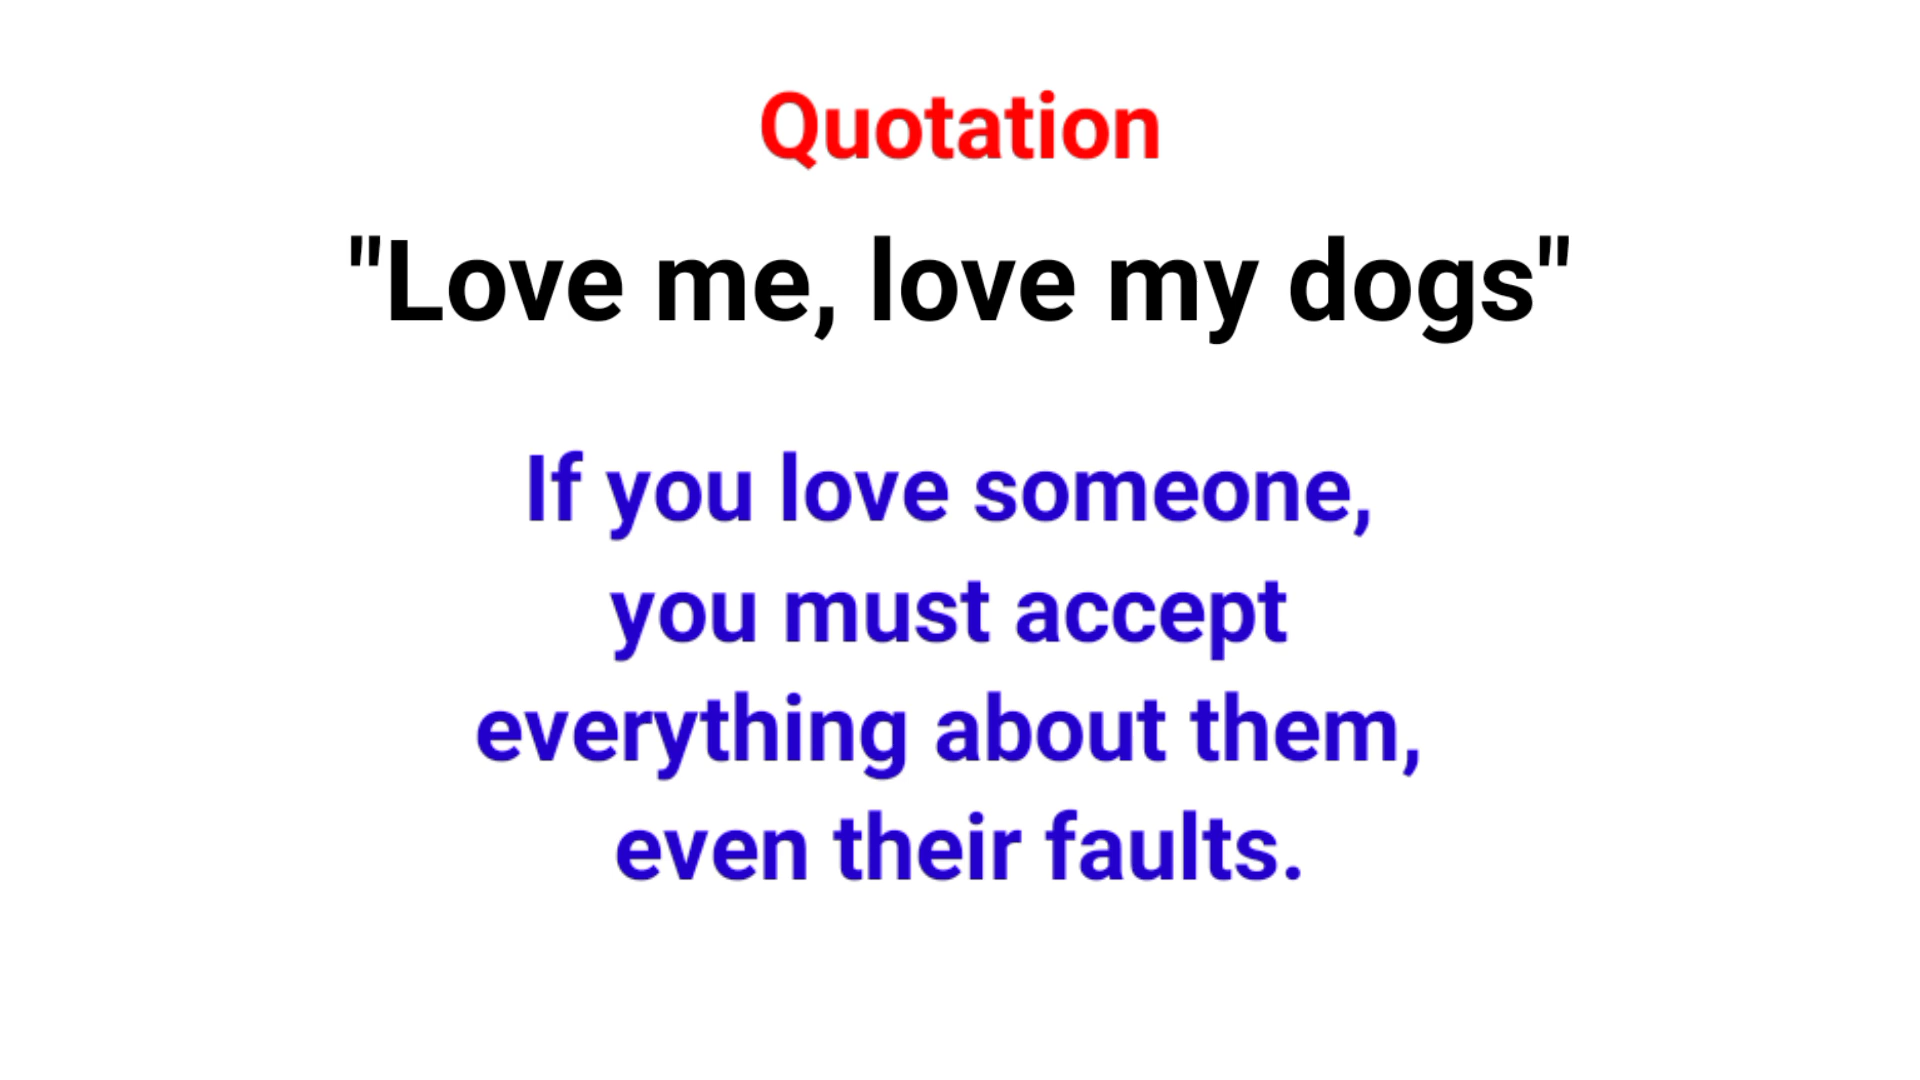 Quotation
"Love me, love my dogs"
If you love someone,
you must accept
everything about them,
even their faults.